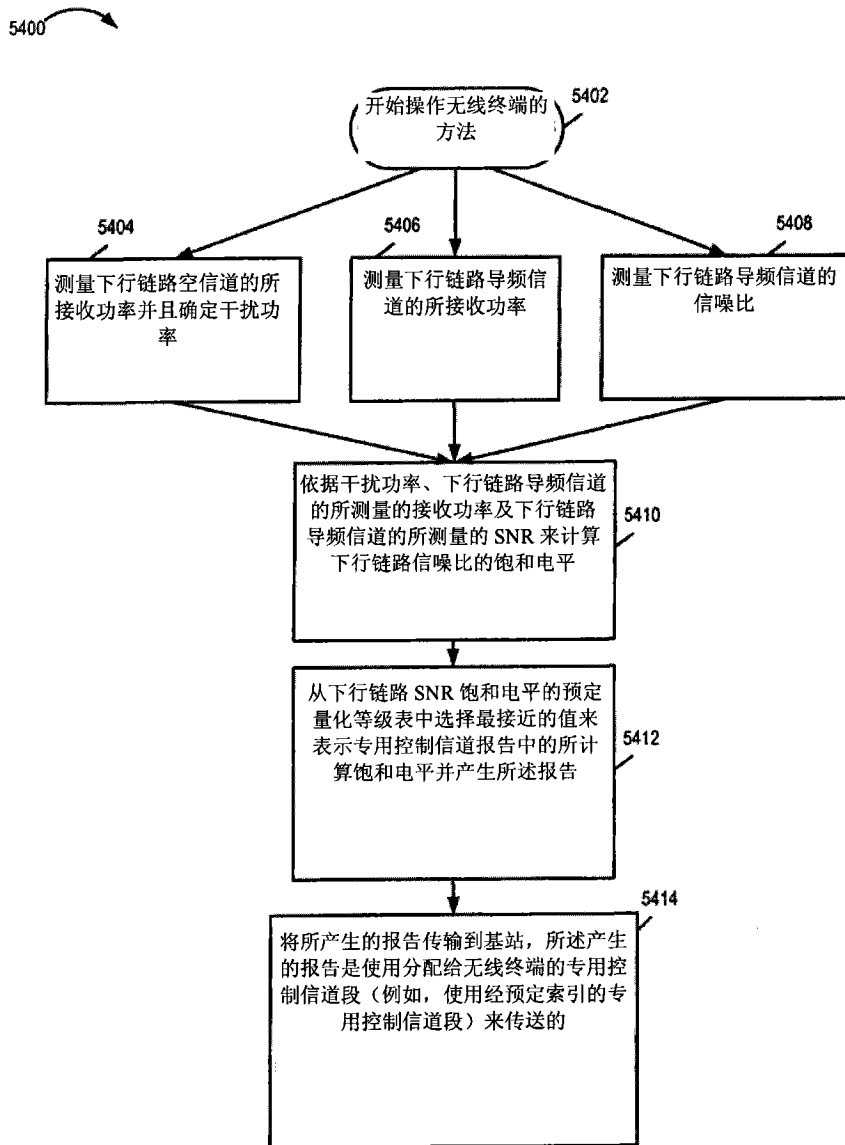 5400
开始操作无线终端的
方法
5402
5404
测量下行链路空信道的所
接收功率并且确定干扰功
率
5406
测量下行链路导频信
道的所接收功率
5408
测量下行链路导频信道的
信噪比
依据干扰功率、下行链路导频信道
的所测量的接收功率及下行链路
导频信道的所测量的 SNR 来计算
下行链路信噪比的饱和电平
5410
从下行链路 SNR 饱和电平的预定
量化等级表中选择最接近的值来
表示专用控制信道报告中的所计
算饱和电平并产生所述报告
5412
5414
将所产生的报告传输到基站，所述产生
的报告是使用分配给无线终端的专用控
制信道段（例如，使用经预定索引的专
用控制信道段）来传送的